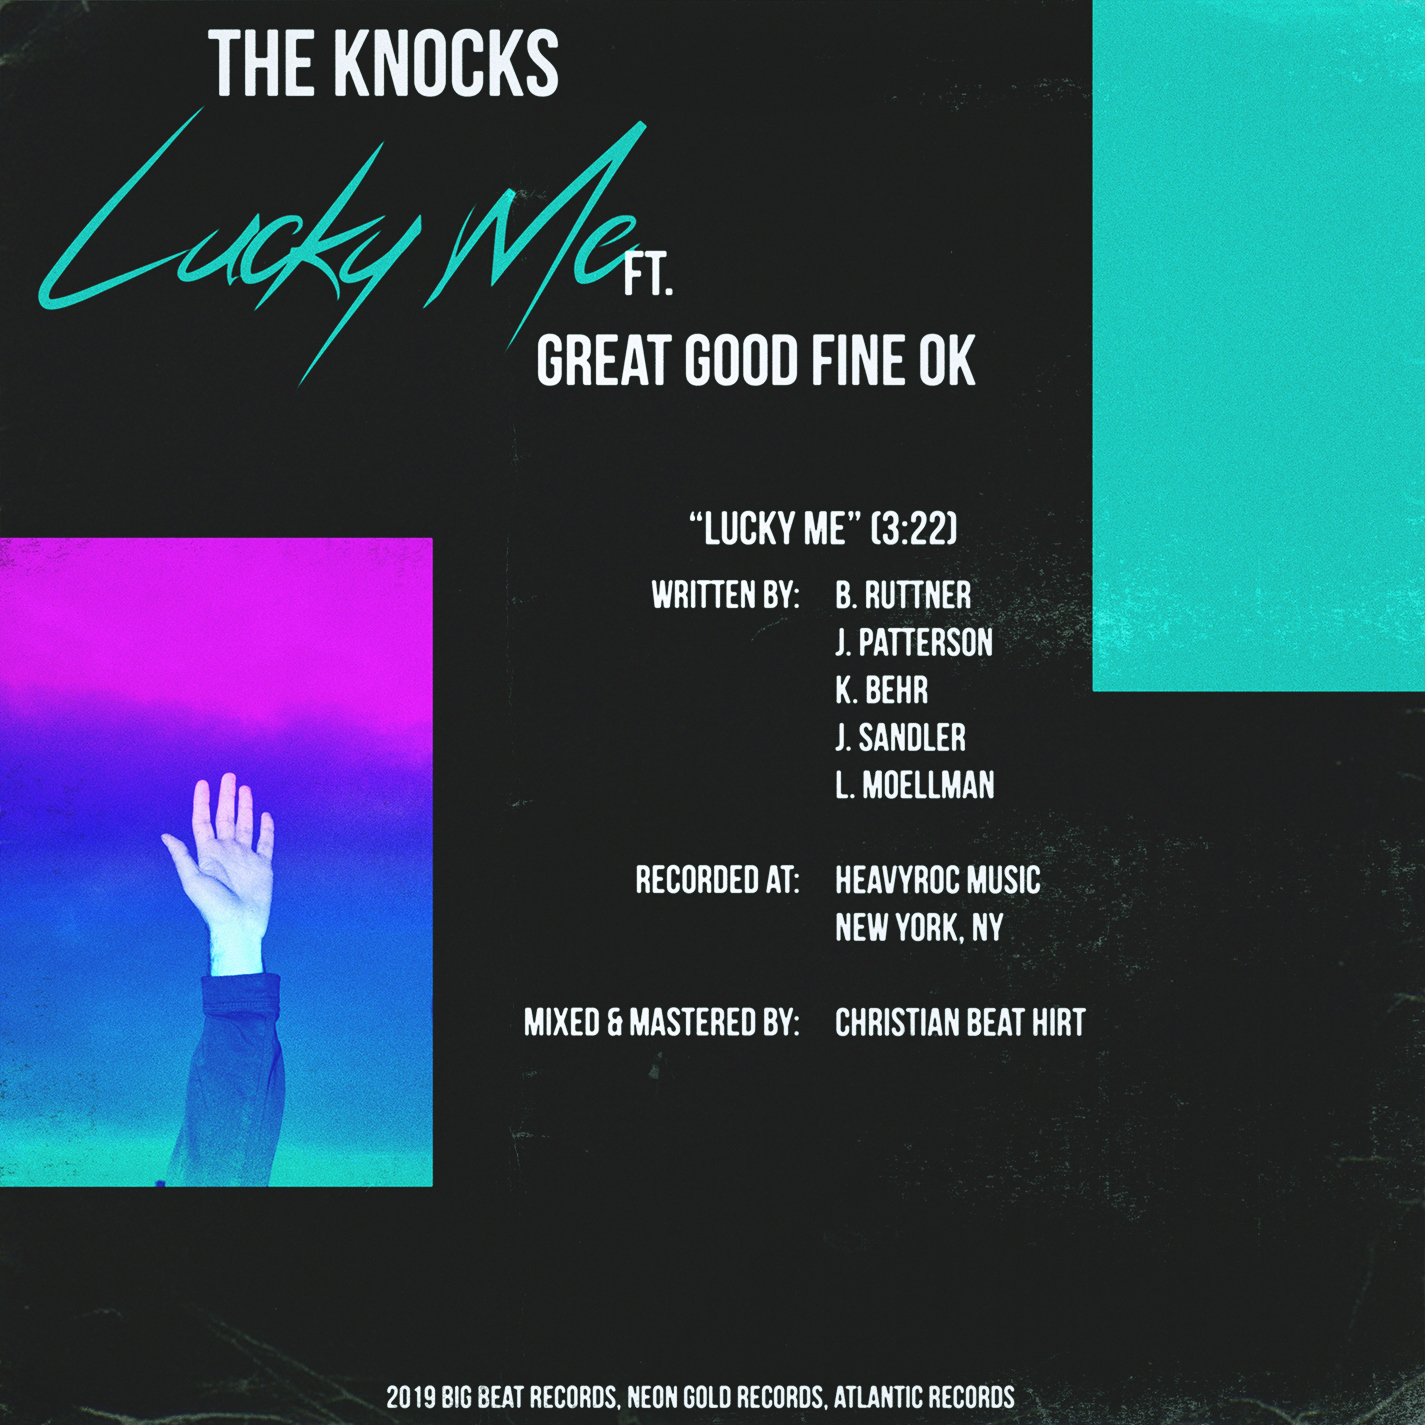 THE KNOCKS
Lucky Me FT.
GREAT GOOD FINE OK
“LUCKY ME” (3:22)
WRITTEN BY: B. RUTTNER
J. PATTERSON
K. BEHR
J. SANDLER
L. MOELLMAN
RECORDED AT: HEAVYROC MUSIC
NEW YORK, NY
MIXED & MASTERED BY: CHRISTIAN BEAT HIRT
2019 BIG BEAT RECORDS, NEON GOLD RECORDS, ATLANTIC RECORDS